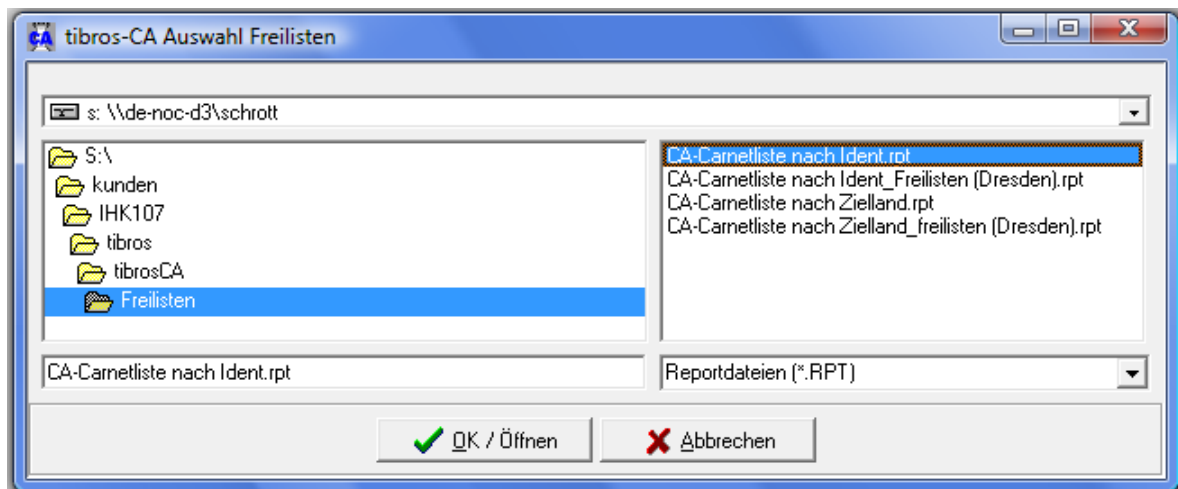 CA tibros-CA Auswahl Freilisten
s: \\de-noc-d3\schrott
S:\
kunden
IHK107
tibros
tibrosCA
Freilisten
CA-Carnetliste nach Ident.rpt
CA-Carnetliste nach Ident_Freilisten (Dresden).rpt
CA-Carnetliste nach Zielland.rpt
CA-Carnetliste nach Zielland_freilisten (Dresden).rpt
CA-Carnetliste nach Ident.rpt
Reportdateien (*.RPT)
OK / Öffnen
Abbrechen